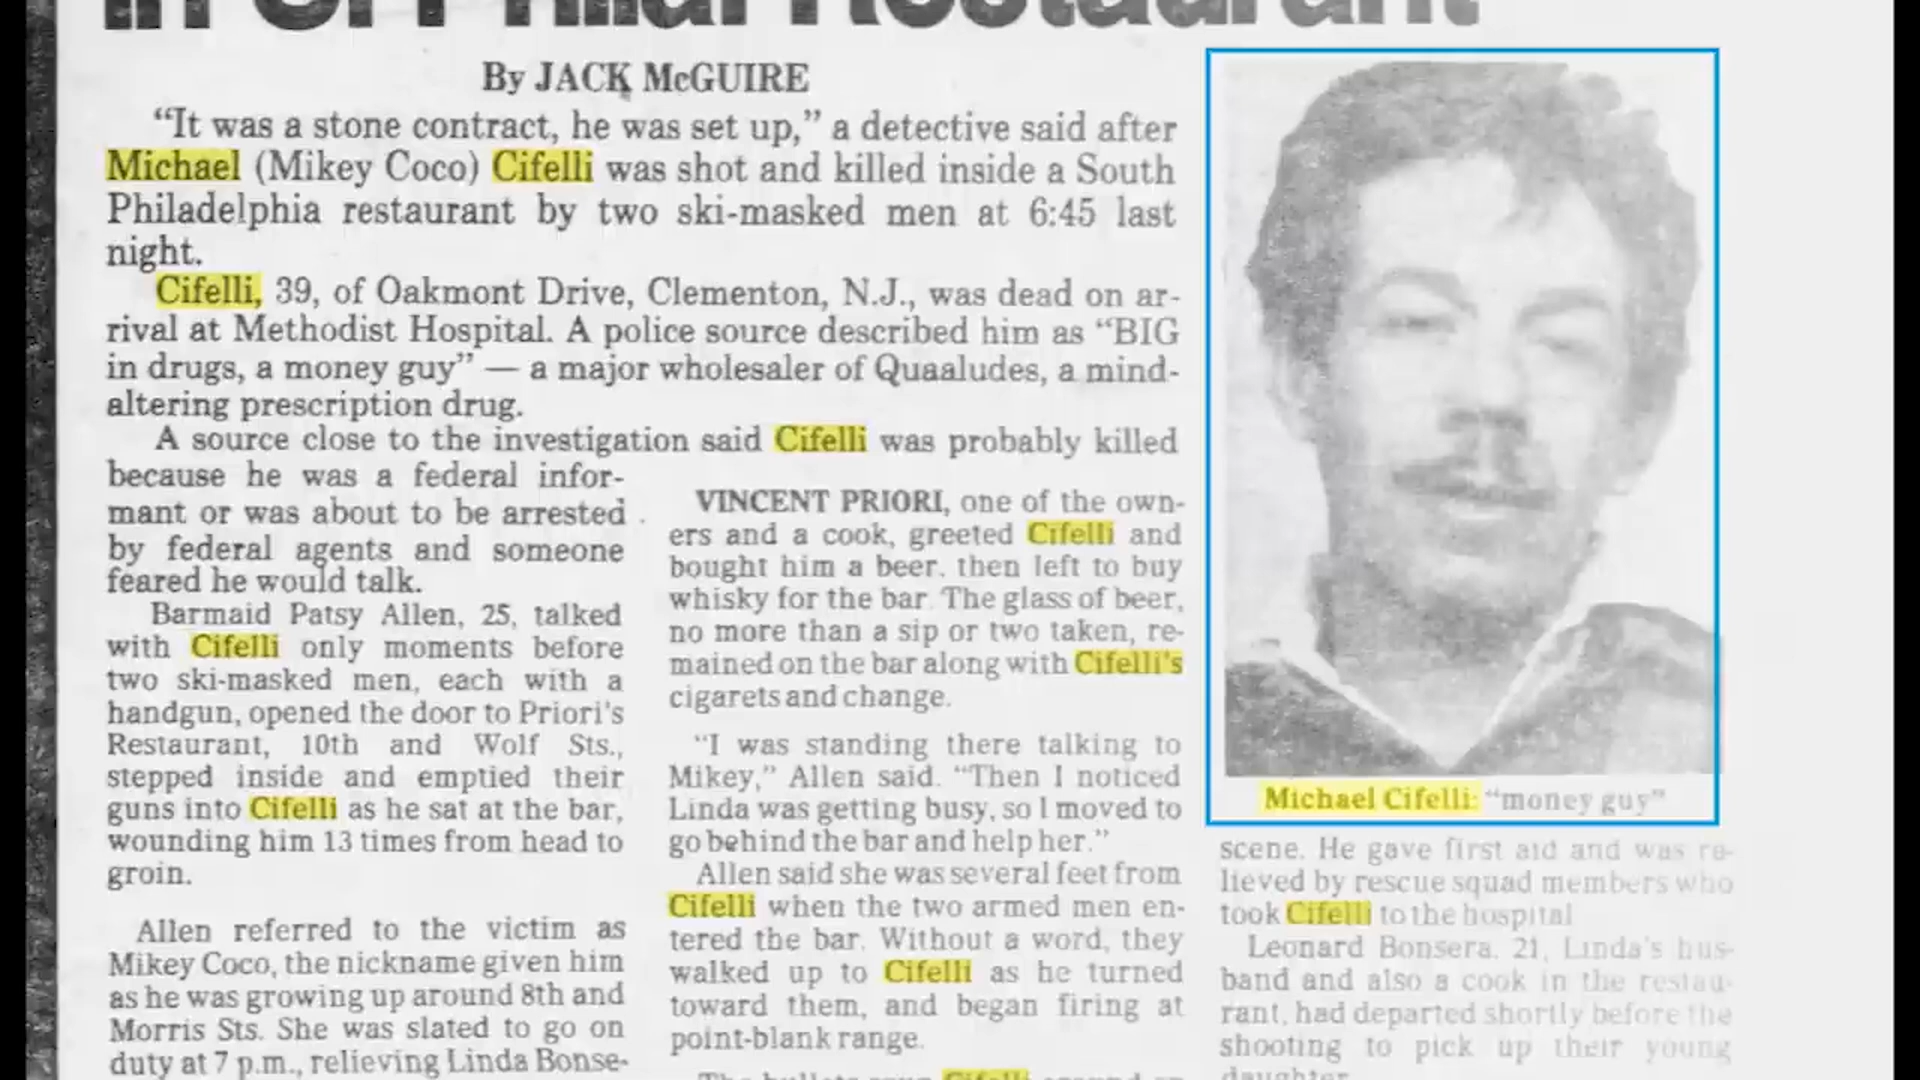 By JACK McGUIRE
“It was a stone contract, he was set up,” a detective said after
Michael (Mikey Coco) Cifelli was shot and killed inside a South
Philadelphia restaurant by two ski-masked men at 6:45 last
night.
Cifelli, 39, of Oakmont Drive, Clementon, N.J., was dead on ar-
rival at Methodist Hospital. A police source described him as “BIG
in drugs, a money guy” — a major wholesaler of Quaaludes, a mind-
altering prescription drug.
A source close to the investigation said Cifelli was probably killed
because he was a federal infor-
mant or was about to be arrested
by federal agents and someone
feared he would talk.
Barmaid Patsy Allen, 25, talked
with Cifelli only moments before
two ski-masked men, each with a
handgun, opened the door to Priori's
Restaurant, 10th and Wolf Sts.,
stepped inside and emptied their
guns into Cifelli as he sat at the bar,
wounding him 13 times from head to
groin.
Allen referred to the victim as
Mikey Coco, the nickname given him
as he was growing up around 8th and
Morris Sts. She was slated to go on
duty at 7 p.m., relieving Linda Bonse-
VINCENT PRIORI, one of the own-
ers and a cook, greeted Cifelli and
bought him a beer, then left to buy
whisky for the bar. The glass of beer,
no more than a sip or two taken, re-
mained on the bar along with Cifelli's
cigarets and change.
“I was standing there talking to
Mikey,” Allen said. “Then I noticed
Linda was getting busy, so I moved to
go behind the bar and help her.”
Allen said she was several feet from
Cifelli when the two armed men en-
tered the bar. Without a word, they
walked up to Cifelli as he turned
toward them, and began firing at
point-blank range.
Michael Cifelli: “money guy”
scene. He gave first aid and was re-
lieved by rescue squad members who
took Cifelli to the hospital
Leonard Bonsera, 21, Linda's hus-
band and also a cook in the restau-
rant, had departed shortly before the
shooting to pick up their young
daughter.